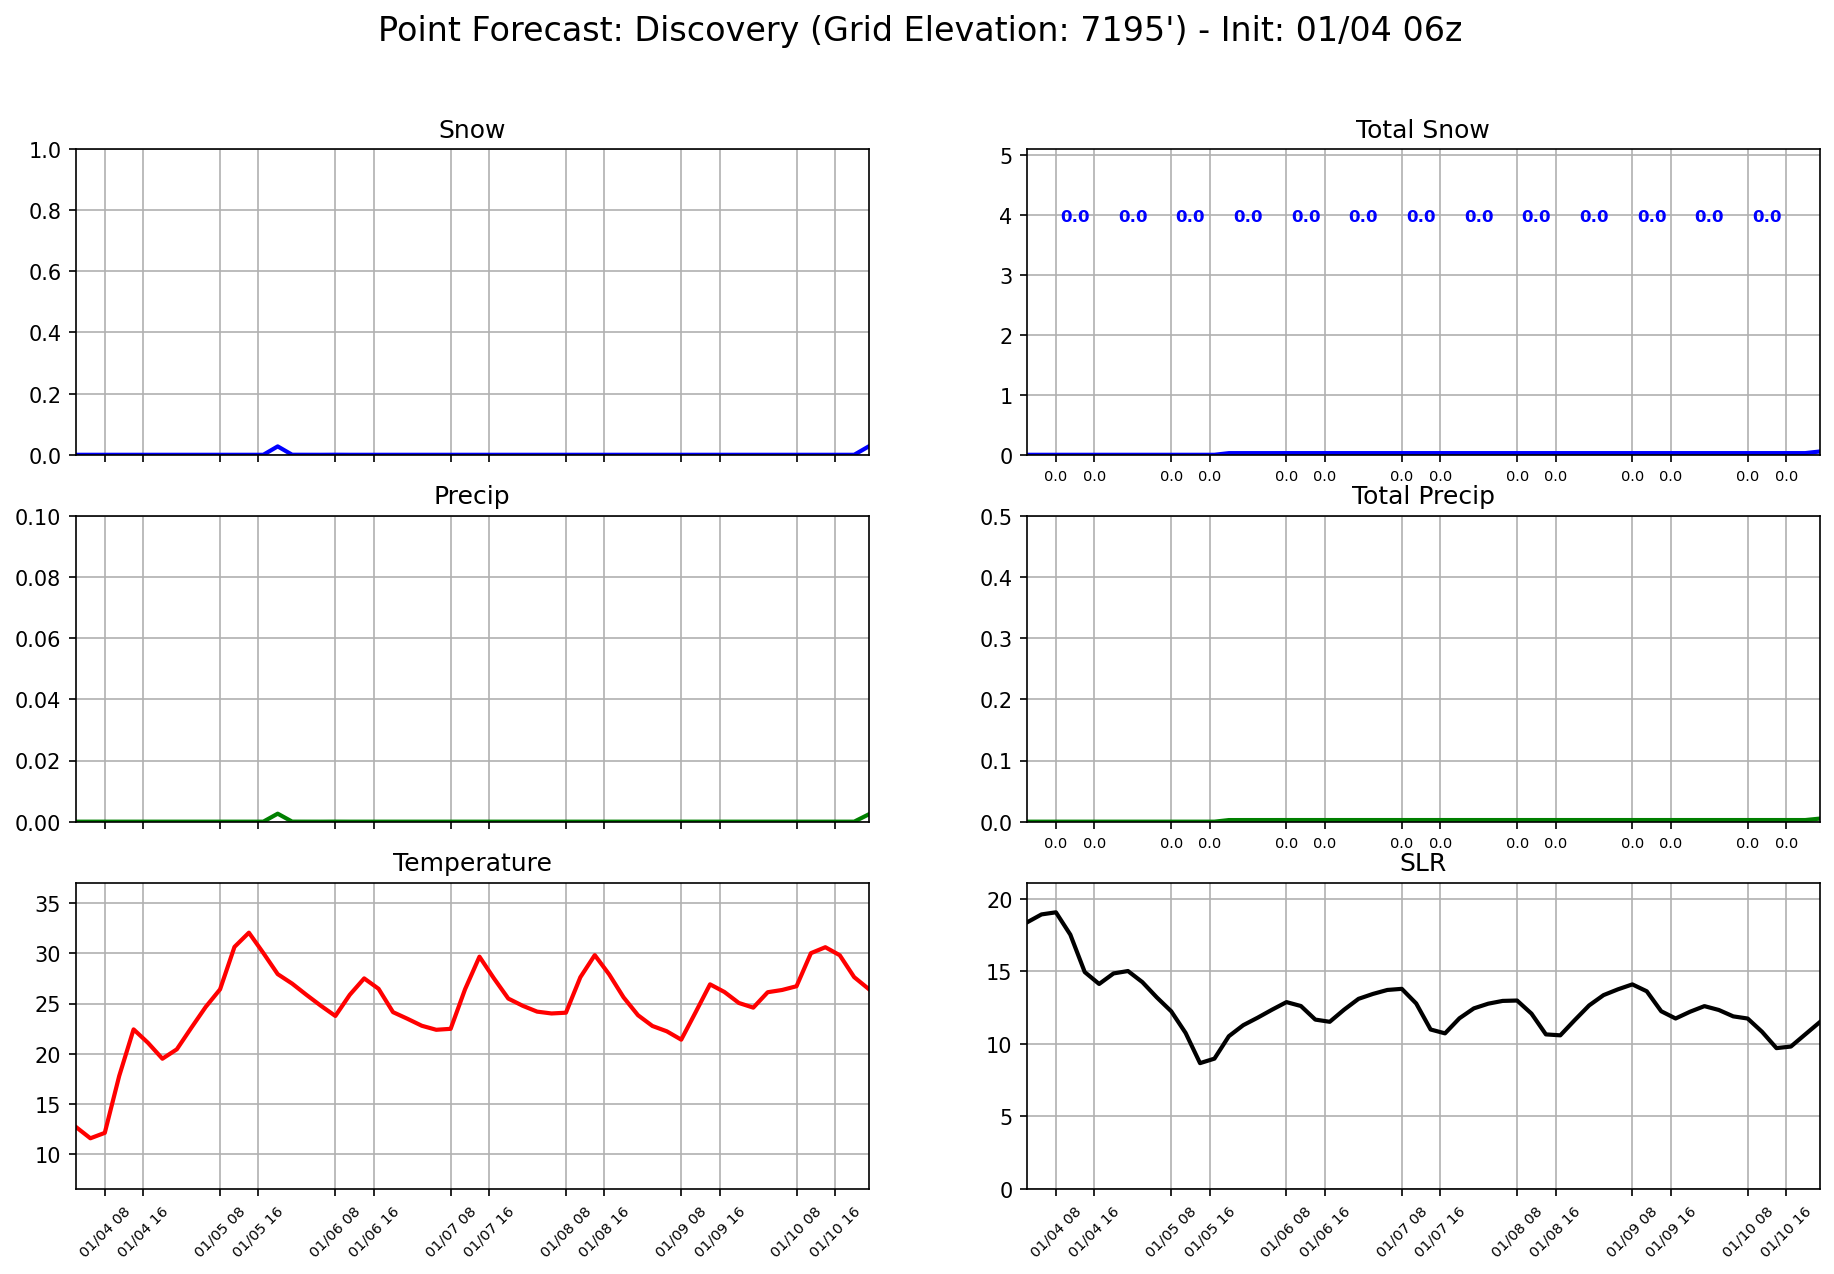 Point Forecast: Discovery (Grid Elevation: 7195') - Init: 01/04 06z
Snow
1.0
0.8
0.6
0.4
0.2
0.0
Total Snow
5
4
3
2
1
0
0.0 0.0 0.0 0.0 0.0 0.0 0.0 0.0 0.0 0.0 0.0 0.0 0.0
0.0 0.0 0.0 0.0 0.0 0.0 0.0 0.0 0.0 0.0 0.0 0.0 0.0 0.0
Precip
0.10
0.08
0.06
0.04
0.02
0.00
Total Precip
0.5
0.4
0.3
0.2
0.1
0.0
0.0 0.0 0.0 0.0 0.0 0.0 0.0 0.0 0.0 0.0 0.0 0.0 0.0 0.0
Temperature
35
30
25
20
15
10
01/04 08 01/04 16 01/05 08 01/05 16 01/06 08 01/06 16 01/07 08 01/07 16 01/08 08 01/08 16 01/09 08 01/09 16 01/10 08 01/10 16
SLR
20
15
10
5
0
01/04 08 01/04 16 01/05 08 01/05 16 01/06 08 01/06 16 01/07 08 01/07 16 01/08 08 01/08 16 01/09 08 01/09 16 01/10 08 01/10 16